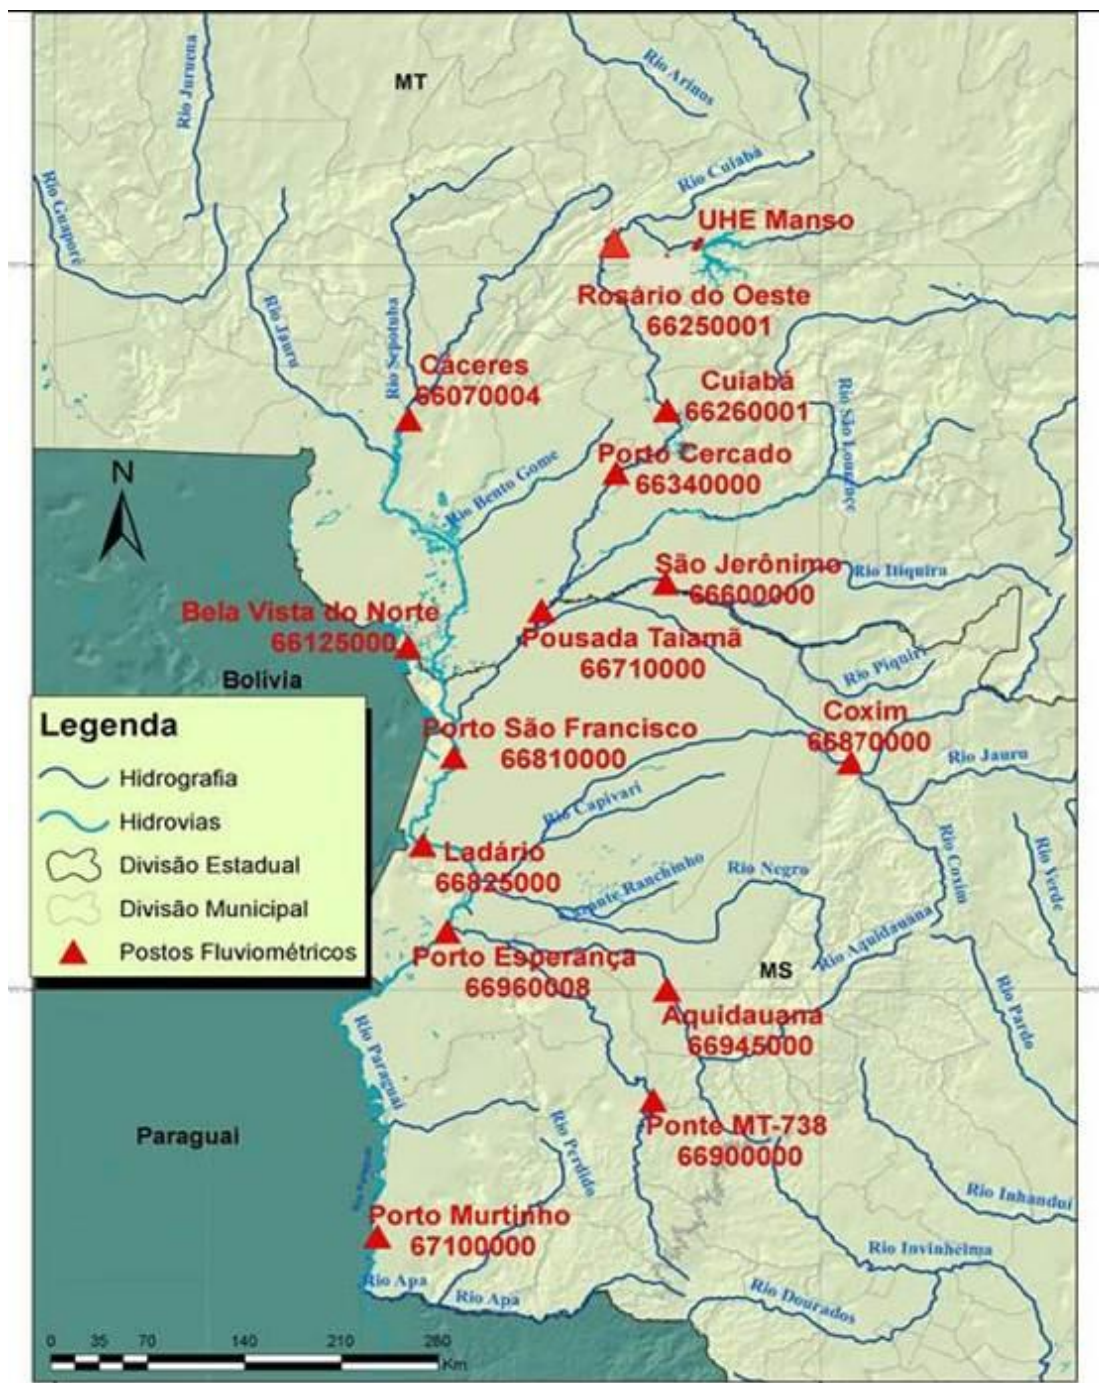 MT
Rio Juruena
Rio Arinos
Rio Cuiabá
Rio Guaporé
UHE Manso
Rosário do Oeste
66250001
Rio Jauru
Rio Sepotuba
Cáceres
66070004
Cuiabá
66260001
Rio São Lourenço
Porto Cercado
66340000
N
Rio Bento Gome
São Jerônimo
66600000
Rio Itiquira
Bela Vista do Norte
66125000
Pousada Taiamã
66710000
Rio Piquiri
Bolívia
Legenda
Hidrografia
Hidrovias
Divisão Estadual
Divisão Municipal
Postos Fluviométricos
Porto São Francisco
66810000
Coxim
66870000
Rio Jauru
Rio Capivari
Ladário
66825000
Ranchinho
Rio Negro
Rio Coxim
Rio Verde
Rio Aquidauana
Porto Esperança
66960008
MS
Aquidauana
66945000
Rio Pardo
Rio Paraguai
Paraguai
Ponte MT-738
66900000
Rio Perdido
Rio Inhanduí
Porto Murtinho
67100000
Rio Invinheima
Rio Apa
Rio Apa
Rio Dourados
0 35 70 140 210 280
Km